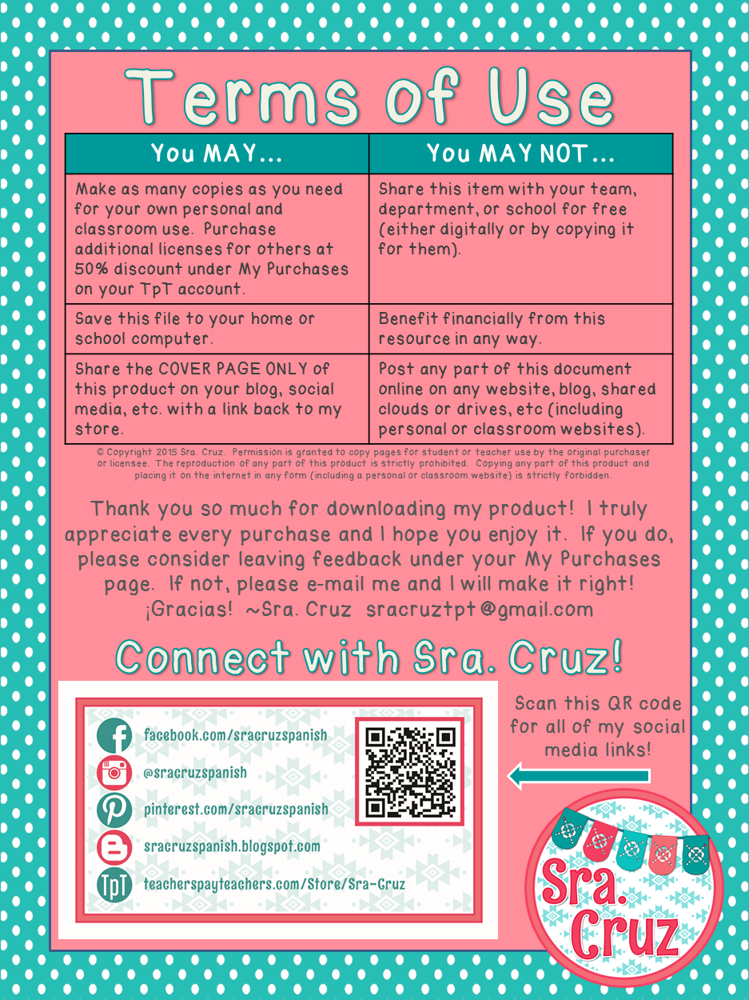 Terms of Use
You MAY...
You MAY NOT...
Make as many copies as you need
for your own personal and
classroom use. Purchase
additional licenses for others at
50% discount under My Purchases
on your TpT account.
Share this item with your team,
department, or school for free
(either digitally or by copying it
for them).
Save this file to your home or
school computer.
Benefit financially from this
resource in any way.
Share the COVER PAGE ONLY of
this product on your blog, social
media, etc. with a link back to my
store.
Post any part of this document
online on any website, blog, shared
clouds or drives, etc (including
personal or classroom websites).
© Copyright 2015 Sra. Cruz. Permission is granted to copy pages for student or teacher use by the original purchaser
or licensee. The reproduction of any part of this product is strictly prohibited. Copying any part of this product and
placing it on the internet in any form (including a personal or classroom website) is strictly forbidden.
Thank you so much for downloading my product! I truly
appreciate every purchase and I hope you enjoy it. If you do,
please consider leaving feedback under your My Purchases
page. If not, please e-mail me and I will make it right!
¡Gracias! ~Sra. Cruz sracruztpt@gmail.com
Connect with Sra. Cruz!
facebook.com/sracruzspanish
@sracruzspanish
pinterest.com/sracruzspanish
sracruzspanish.blogspot.com
TpT teacherspayteachers.com/Store/Sra-Cruz
Scan this QR code
for all of my social
media links!
Sra.
Cruz